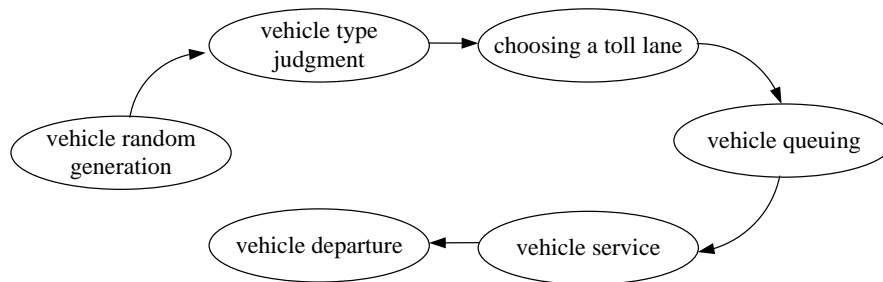 vehicle type
judgment
choosing a toll lane
vehicle random
generation
vehicle queuing
vehicle departure
vehicle service